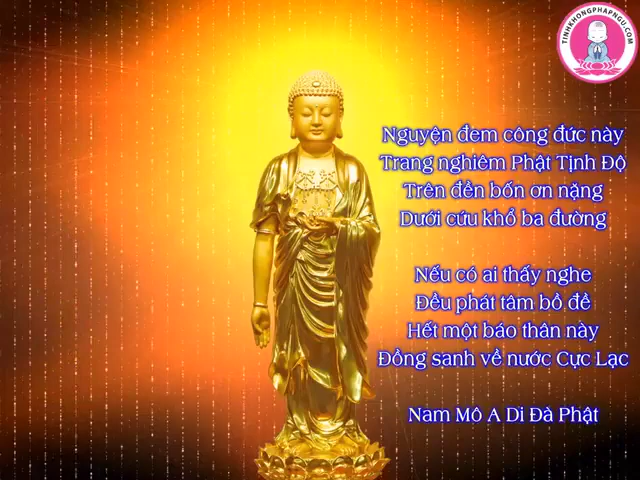 TINHKHONGPHAPNGU.COM
Nguyện đem công đức này
Trang nghiêm Phật Tịnh Độ
Trên đền bốn ơn nặng
Dưới cứu khổ ba đường
Nếu có ai thấy nghe
Đều phát tâm bồ đề
Hết một báo thân này
Đồng sanh về nước Cực Lạc
Nam Mô A Di Đà Phật